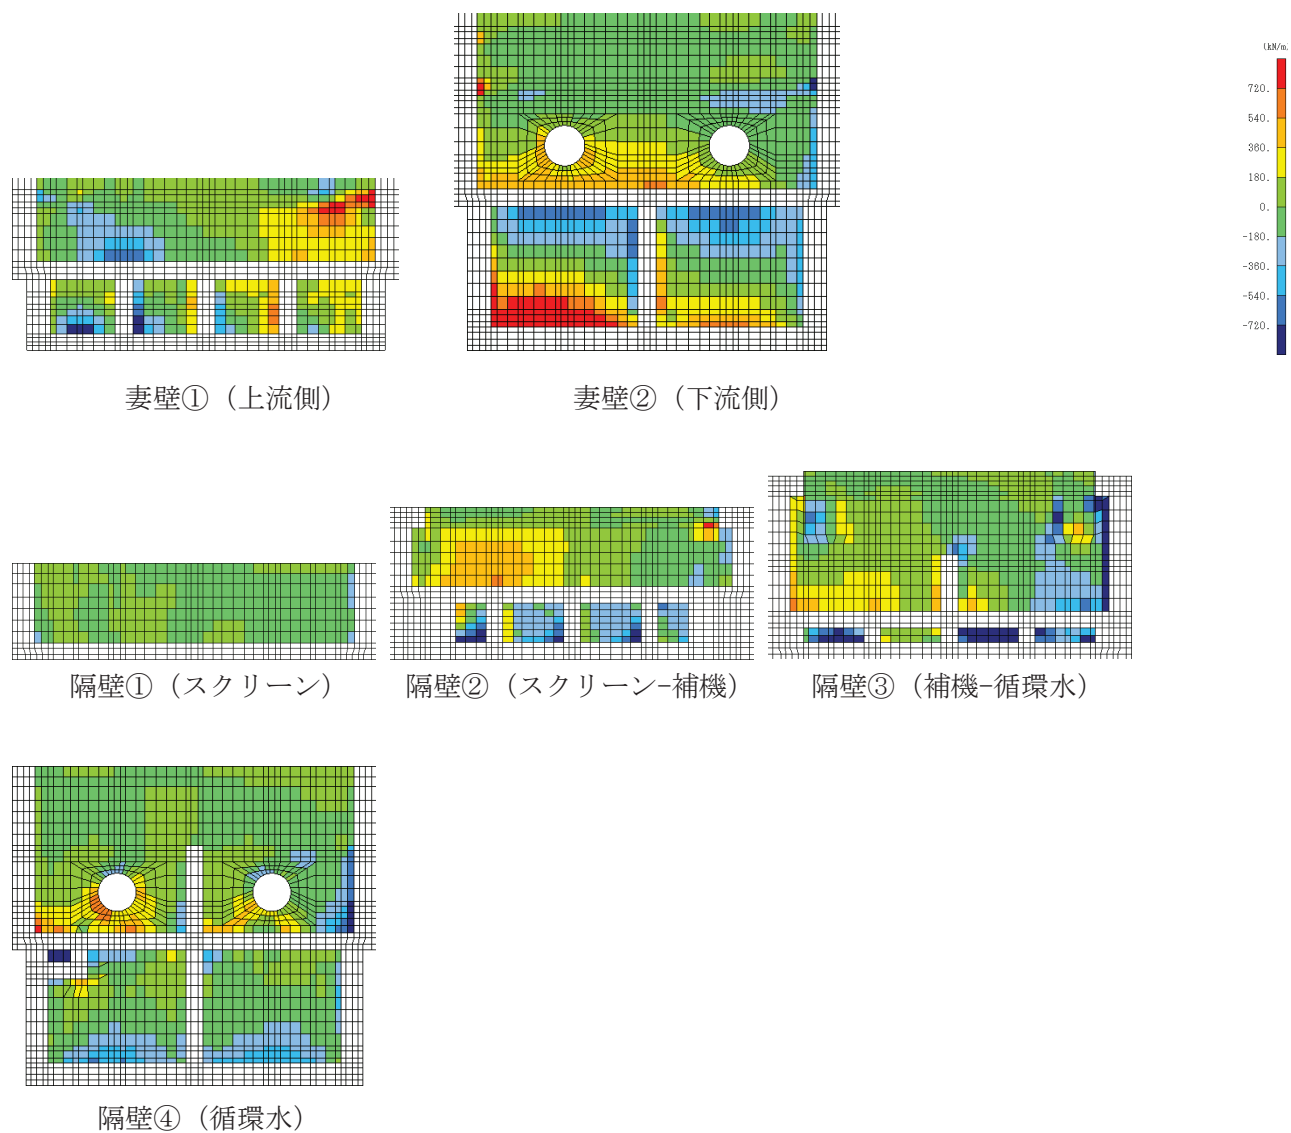 (kN/m.
720.
540.
360.
180.
0.
-180.
-360.
-540.
-720.
妻壁①（上流側）
妻壁②（下流側）
隔壁①（スクリーン）
隔壁②（スクリーン−補機）
隔壁③（補機−循環水）
隔壁④（循環水）